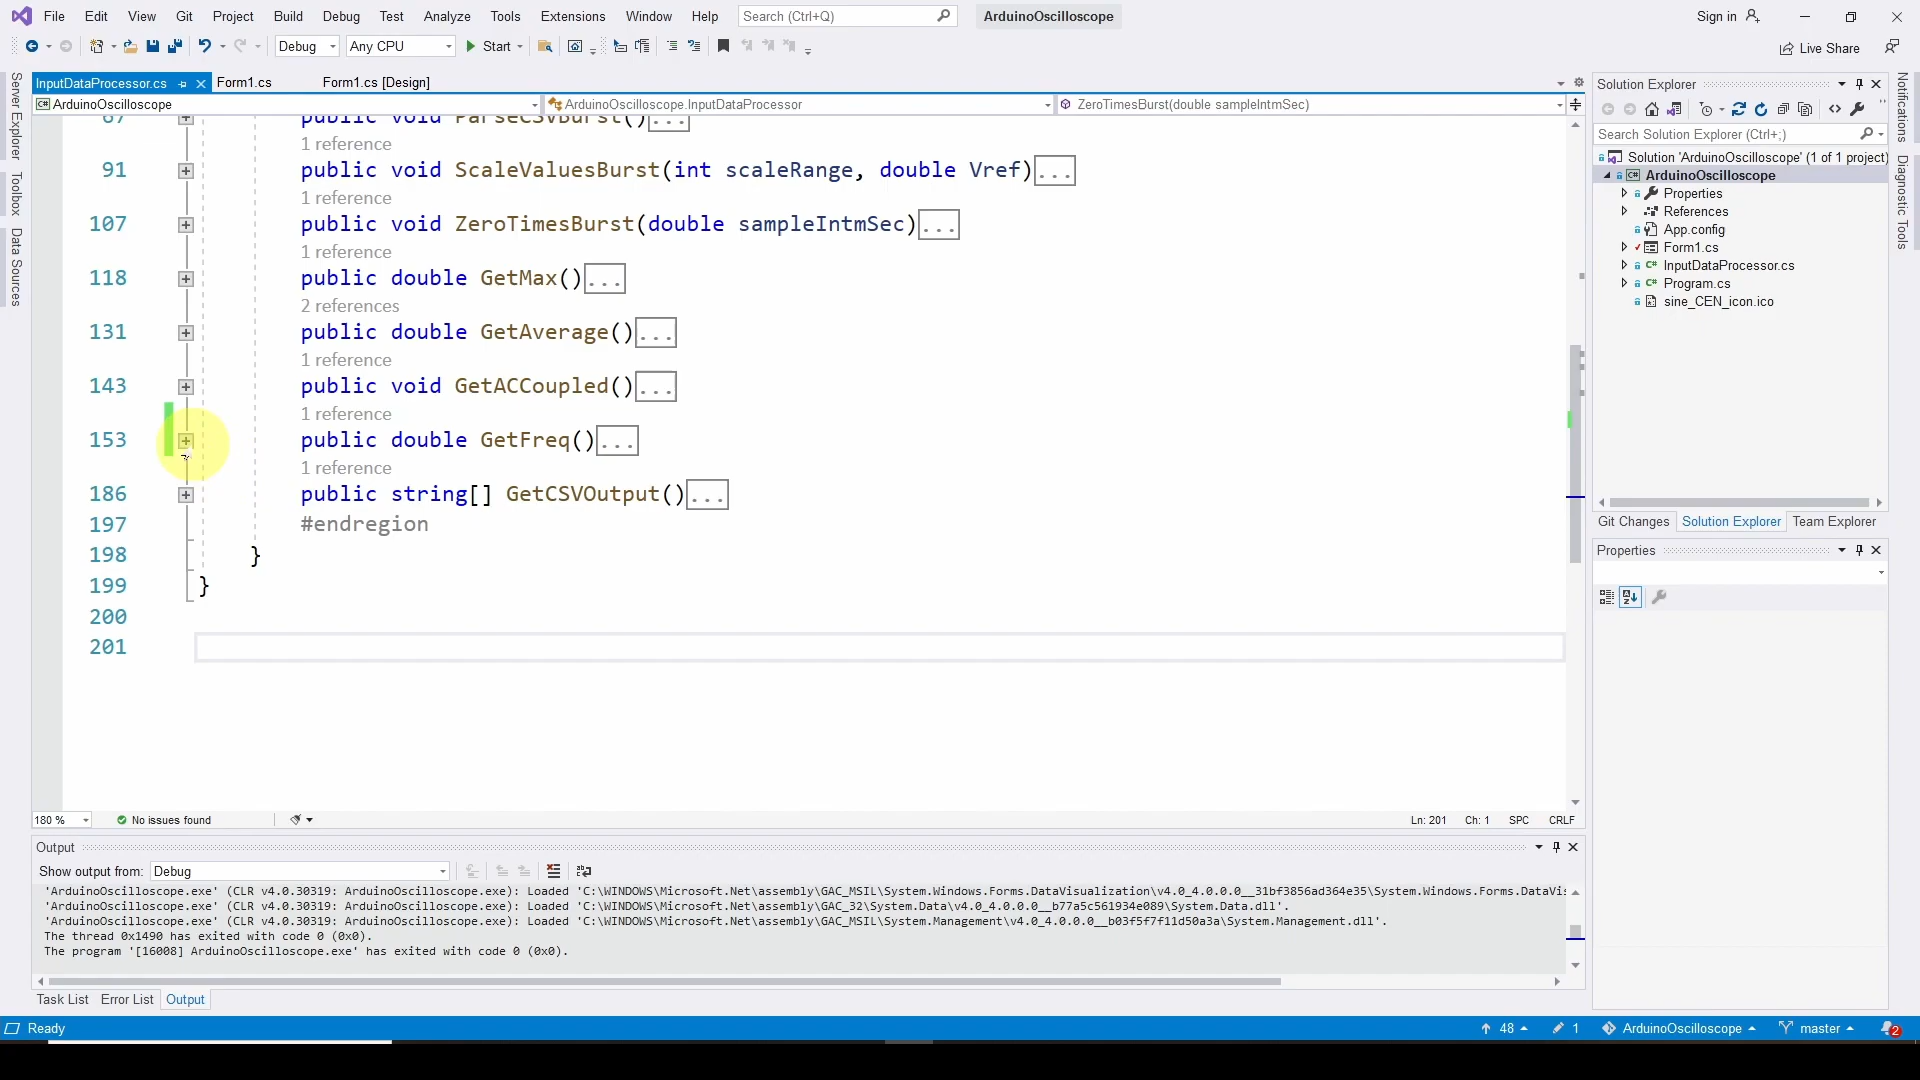 File Edit View Git Project Build Debug Test Analyze Tools Extensions Window Help Search (Ctrl+Q) ArduinoOscilloscope Sign in
Debug Any CPU Start Live Share
InputDataProcessor.cs Form1.cs Form1.cs [Design]
ArduinoOscilloscope ArduinoOscilloscope.InputDataProcessor ZeroTimesBurst(double sampleIntmSec)
67 public void ParseCSVBurst()...
1 reference
91 public void ScaleValuesBurst(int scaleRange, double Vref)...
1 reference
107 public void ZeroTimesBurst(double sampleIntmSec)...
1 reference
118 public double GetMax()...
2 references
131 public double GetAverage()...
1 reference
143 public void GetACCoupled()...
1 reference
153 public double GetFreq()...
1 reference
186 public string[] GetCSVOutput()...
197 #endregion
198 }
199 }
200
201
180 % No issues found Ln: 201 Ch: 1 SPC CRLF
Output
Show output from: Debug
'ArduinoOscilloscope.exe' (CLR v4.0.30319: ArduinoOscilloscope.exe): Loaded 'C:\WINDOWS\Microsoft.Net\assembly\GAC_MSIL\System.Windows.Forms.DataVisualization\v4.0_4.0.0.0__31bf3856ad364e35\System.Windows.Forms.DataVis
'ArduinoOscilloscope.exe' (CLR v4.0.30319: ArduinoOscilloscope.exe): Loaded 'C:\WINDOWS\Microsoft.Net\assembly\GAC_32\System.Data\v4.0_4.0.0.0__b77a5c561934e089\System.Data.dll'.
'ArduinoOscilloscope.exe' (CLR v4.0.30319: ArduinoOscilloscope.exe): Loaded 'C:\WINDOWS\Microsoft.Net\assembly\GAC_MSIL\System.Management\v4.0_4.0.0.0__b03f5f7f11d50a3a\System.Management.dll'.
The thread 0x1490 has exited with code 0 (0x0).
The program '[16008] ArduinoOscilloscope.exe' has exited with code 0 (0x0).
Task List Error List Output
Server Explorer
Toolbox
Data Sources
Solution Explorer
Search Solution Explorer (Ctrl+;)
Solution 'ArduinoOscilloscope' (1 of 1 project)
ArduinoOscilloscope
Properties
References
App.config
Form1.cs
InputDataProcessor.cs
Program.cs
sine_CEN_icon.ico
Git Changes Solution Explorer Team Explorer
Properties
Notifications
Diagnostic Tools
Ready 48 1 ArduinoOscilloscope master 2